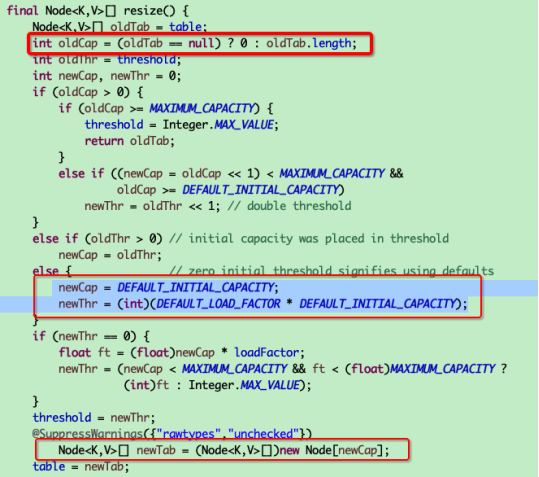 final Node<K,V>[] resize() {
Node<K,V>[] oldTab = table;
int oldCap = (oldTab == null) ? 0 : oldTab.length;
int oldThr = threshold;
int newCap, newThr = 0;
if (oldCap > 0) {
if (oldCap >= MAXIMUM_CAPACITY) {
threshold = Integer.MAX_VALUE;
return oldTab;
}
else if ((newCap = oldCap << 1) < MAXIMUM_CAPACITY &&
oldCap >= DEFAULT_INITIAL_CAPACITY)
newThr = oldThr << 1; // double threshold
}
else if (oldThr > 0) // initial capacity was placed in threshold
newCap = oldThr;
else { // zero initial threshold signifies using defaults
newCap = DEFAULT_INITIAL_CAPACITY;
newThr = (int)(DEFAULT_LOAD_FACTOR * DEFAULT_INITIAL_CAPACITY);
}
if (newThr == 0) {
float ft = (float)newCap * loadFactor;
newThr = (newCap < MAXIMUM_CAPACITY && ft < (float)MAXIMUM_CAPACITY ?
(int)ft : Integer.MAX_VALUE);
}
threshold = newThr;
@SuppressWarnings({"rawtypes","unchecked"})
Node<K,V>[] newTab = (Node<K,V>[])new Node[newCap];
table = newTab;